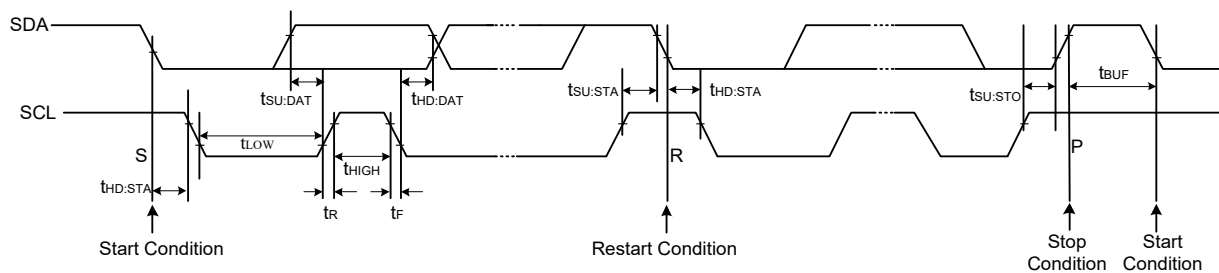 SDA
tSU:DAT
tHD:DAT
tSU:STA
tHD:STA
tSU:STO
tBUF
SCL
S
tLOW
tHIGH
R
P
tHD:STA
tR
tF
Start Condition
Restart Condition
Stop
Condition
Start
Condition